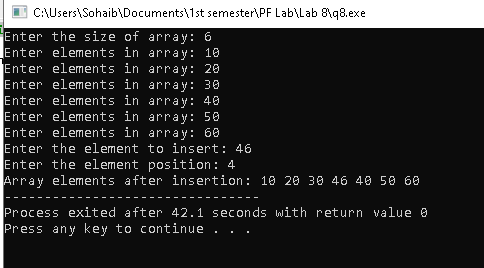 C:\Users\Sohaib\Documents\1st semester\PF Lab\Lab 8\q8.exe
Enter the size of array: 6
Enter elements in array: 10
Enter elements in array: 20
Enter elements in array: 30
Enter elements in array: 40
Enter elements in array: 50
Enter elements in array: 60
Enter the element to insert: 46
Enter the element position: 4
Array elements after insertion: 10 20 30 46 40 50 60
--------------------------------
Process exited after 42.1 seconds with return value 0
Press any key to continue . . .